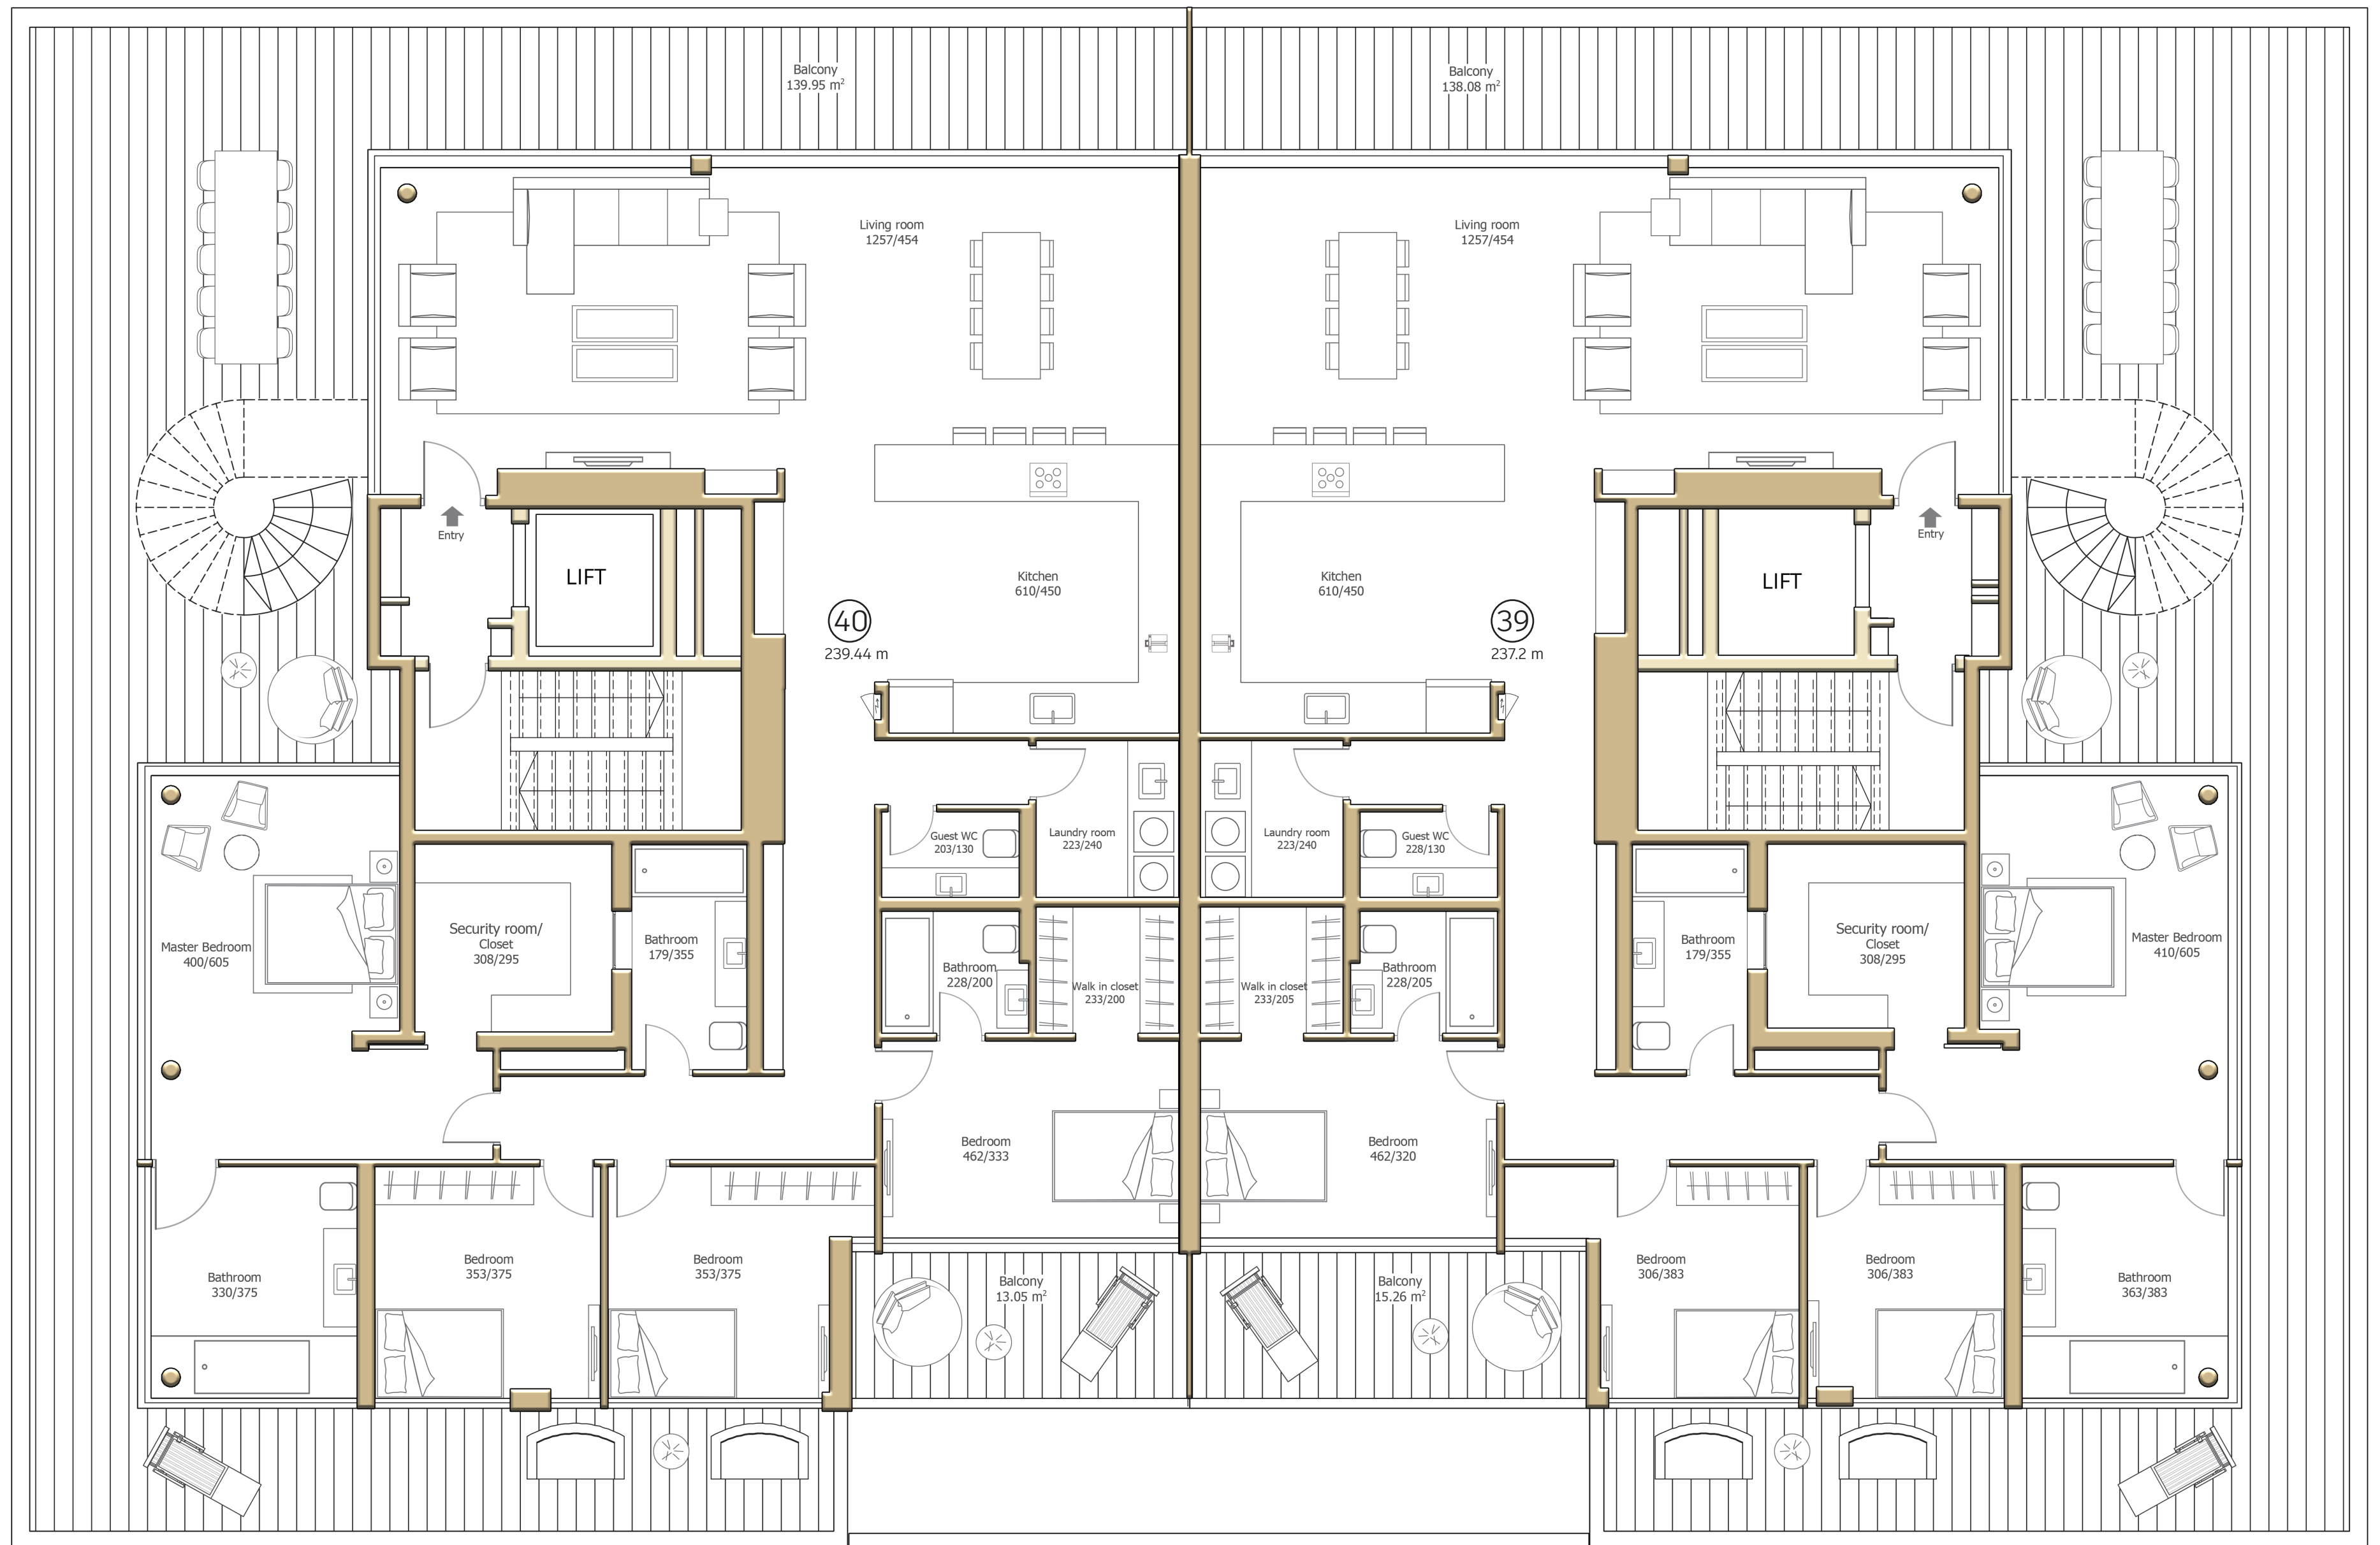 Balcony
139.95 m²
Balcony
138.08 m²
Living room
1257/454
Living room
1257/454
Entry
LIFT
Kitchen
610/450
40
239.44 m
Kitchen
610/450
39
237.2 m
LIFT
Entry
Guest WC
203/130
Laundry room
223/240
Laundry room
223/240
Guest WC
228/130
Master Bedroom
400/605
Security room/
Closet
308/295
Bathroom
179/355
Bathroom
228/200
Walk in closet
233/200
Walk in closet
233/205
Bathroom
228/205
Bathroom
179/355
Security room/
Closet
308/295
Master Bedroom
410/605
Bedroom
462/333
Bedroom
462/320
Bathroom
330/375
Bedroom
353/375
Bedroom
353/375
Balcony
13.05 m²
Balcony
15.26 m²
Bedroom
306/383
Bedroom
306/383
Bathroom
363/383